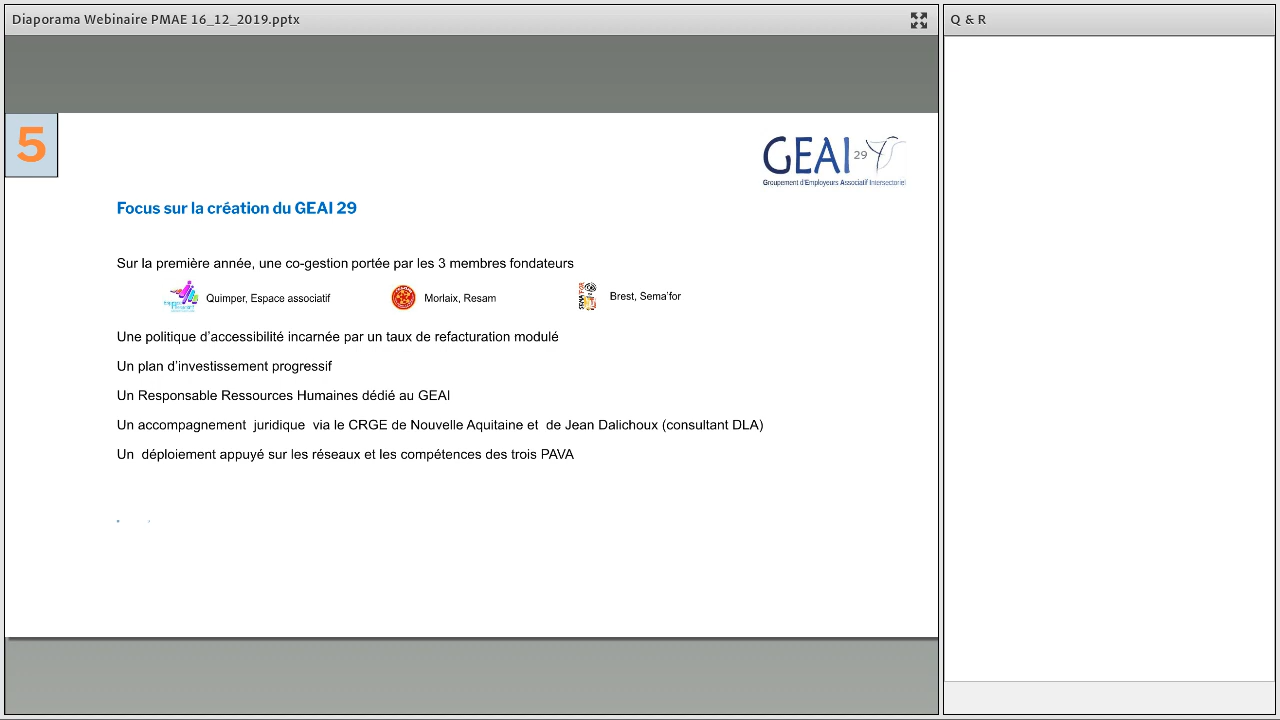 Diaporama Webinaire PMAE 16_12_2019.pptx
Q & R
5
GEAI 29
Groupement d'Employeurs Associatif Intersectoriel
Focus sur la création du GEAI 29
Sur la première année, une co-gestion portée par les 3 membres fondateurs
Quimper, Espace associatif
Morlaix, Resam
Brest, Sema'for
Une politique d'accessibilité incarnée par un taux de refacturation modulé
Un plan d'investissement progressif
Un Responsable Ressources Humaines dédié au GEAI
Un accompagnement  juridique  via le CRGE de Nouvelle Aquitaine et  de Jean Dalichoux (consultant DLA)
Un  déploiement appuyé sur les réseaux et les compétences des trois PAVA